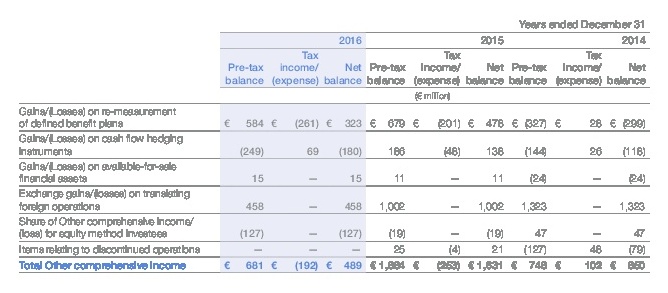 Years ended December 31
2016 2015 2014
Tax Tax Tax
Pre-tax income/ Net Pre-tax income/ Net Pre-tax income/ Net
balance (expense) balance balance (expense) balance balance (expense) balance
(€ million)
Gains/(Losses) on re-measurement
of defined benefit plans € 584 € (261) € 323 € 679 € (201) € 478 € (327) € 28 € (299)
Gains/(Losses) on cash flow hedging
instruments (249) 69 (180) 186 (48) 138 (144) 26 (118)
Gains/(Losses) on available-for-sale
financial assets 15 — 15 11 — 11 (24) — (24)
Exchange gains/(losses) on translating
foreign operations 458 — 458 1,002 — 1,002 1,323 — 1,323
Share of Other comprehensive income/
(loss) for equity method investees (127) — (127) (19) — (19) 47 — 47
Items relating to discontinued operations — — — 25 (4) 21 (127) 48 (79)
Total Other comprehensive income € 681 € (192) € 489 € 1,884 € (253) € 1,631 € 748 € 102 € 850